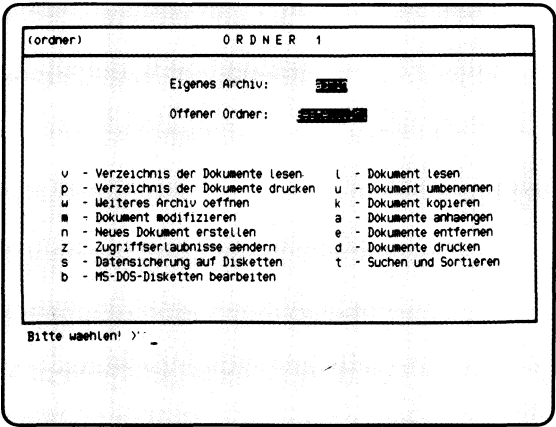 (ordner) O R D N E R 1
Eigenes Archiv:
Offener Ordner:
v - Verzeichnis der Dokumente lesen l - Dokument lesen
p - Verzeichnis der Dokumente drucken u - Dokument umbenennen
w - Weiteres Archiv oeffnen k - Dokument kopieren
m - Dokument modifizieren a - Dokumente anhaengen
n - Neues Dokument erstellen e - Dokumente entfernen
z - Zugriffserlaubnisse aendern d - Dokumente drucken
s - Datensicherung auf Disketten t - Suchen und Sortieren
b - MS-DOS-Disketten bearbeiten
Bitte waehlen! >